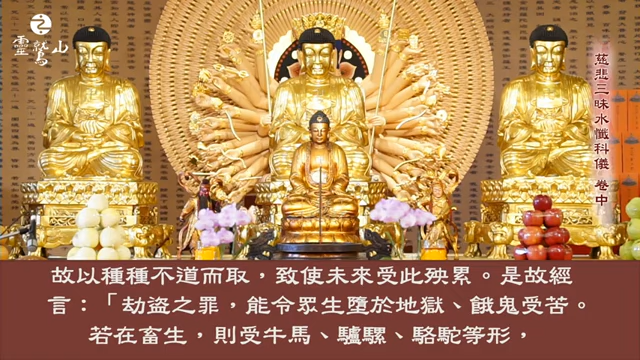 靈鷲山
慈悲三昧水懺科儀 卷中
故以種種不道而取，致使未來受此殃累。是故經
言：「劫盜之罪，能令眾生墮於地獄、餓鬼受苦。
若在畜生，則受牛馬、驢騾、駱駝等形，